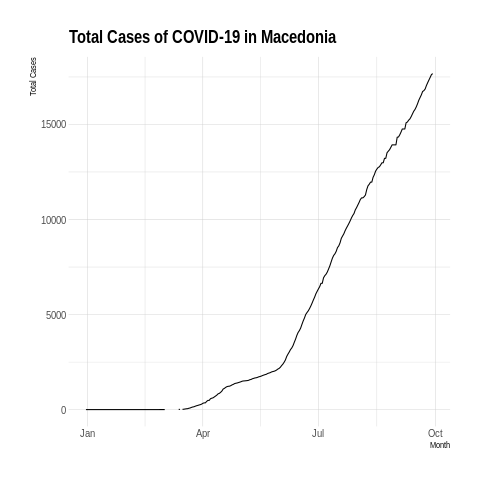 Total Cases of COVID-19 in Macedonia
Total Cases
15000
10000
5000
0
Jan Apr Jul Oct
Month